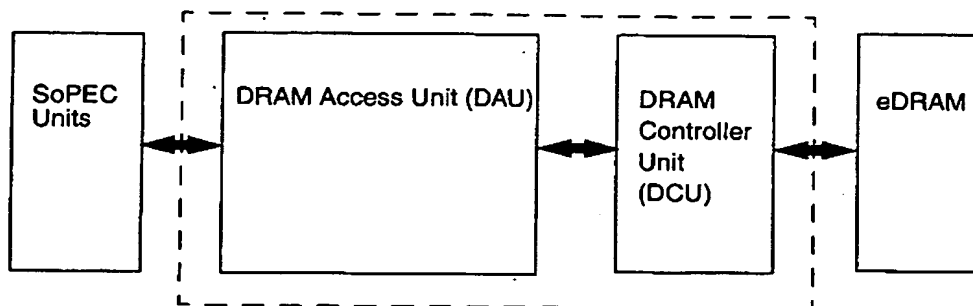 SoPEC
Units
DRAM Access Unit (DAU)
DRAM
Controller
Unit
(DCU)
eDRAM